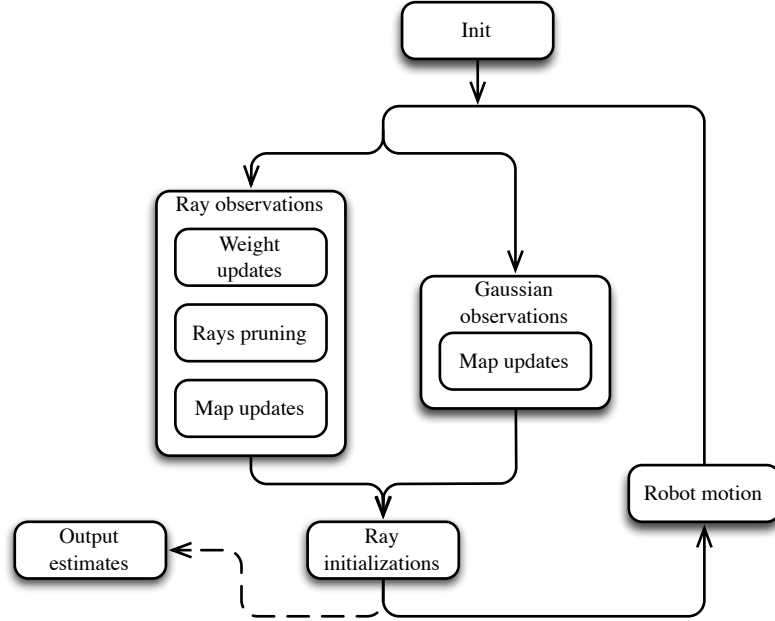 Init
Ray observations
Weight
updates
Rays pruning
Map updates
Gaussian
observations
Map updates
Robot motion
Output
estimates
Ray
initializations